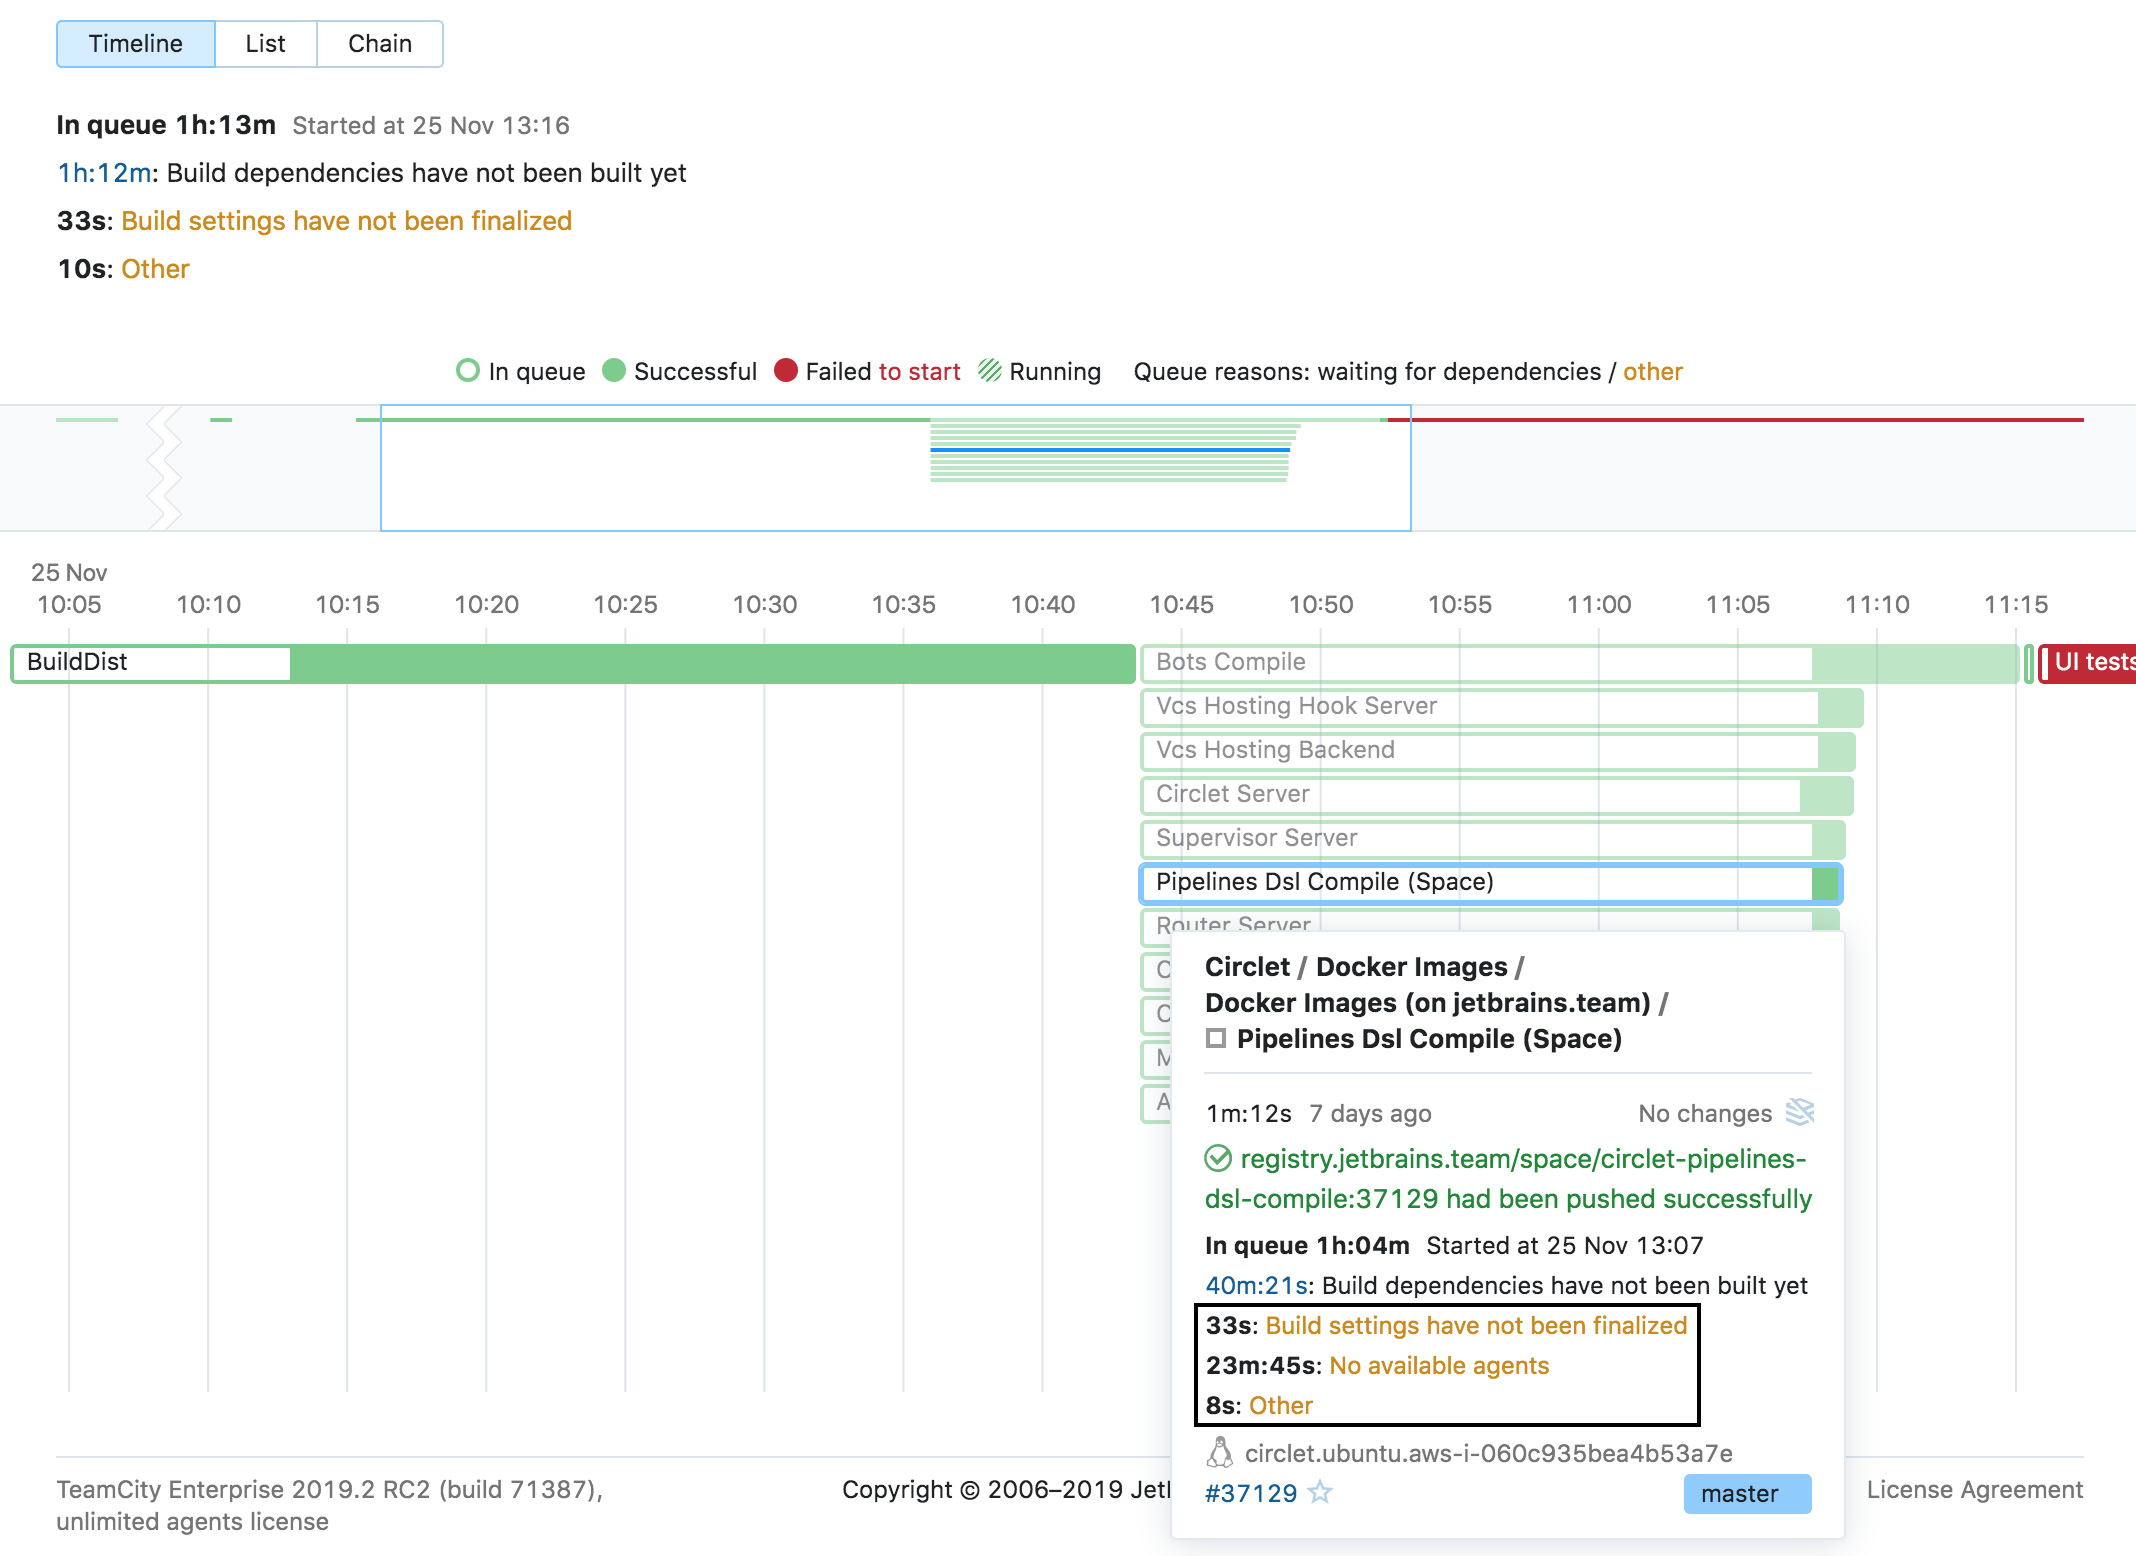 Timeline List Chain
In queue 1h:13m Started at 25 Nov 13:16
1h:12m: Build dependencies have not been built yet
33s: Build settings have not been finalized
10s: Other
In queue Successful Failed to start Running Queue reasons: waiting for dependencies / other
25 Nov
10:05 10:10 10:15 10:20 10:25 10:30 10:35 10:40 10:45 10:50 10:55 11:00 11:05 11:10 11:15
BuildDist Bots Compile UI tests
Vcs Hosting Hook Server
Vcs Hosting Backend
Circlet Server
Supervisor Server
Pipelines Dsl Compile (Space)
Router Server
C
C
M
A
Circlet / Docker Images /
Docker Images (on jetbrains.team) /
Pipelines Dsl Compile (Space)
1m:12s 7 days ago No changes
registry.jetbrains.team/space/circlet-pipelines-
dsl-compile:37129 had been pushed successfully
In queue 1h:04m Started at 25 Nov 13:07
40m:21s: Build dependencies have not been built yet
33s: Build settings have not been finalized
23m:45s: No available agents
8s: Other
circlet.ubuntu.aws-i-060c935bea4b53a7e
#37129 master
TeamCity Enterprise 2019.2 RC2 (build 71387),
unlimited agents license
Copyright © 2006–2019 Jet
License Agreement